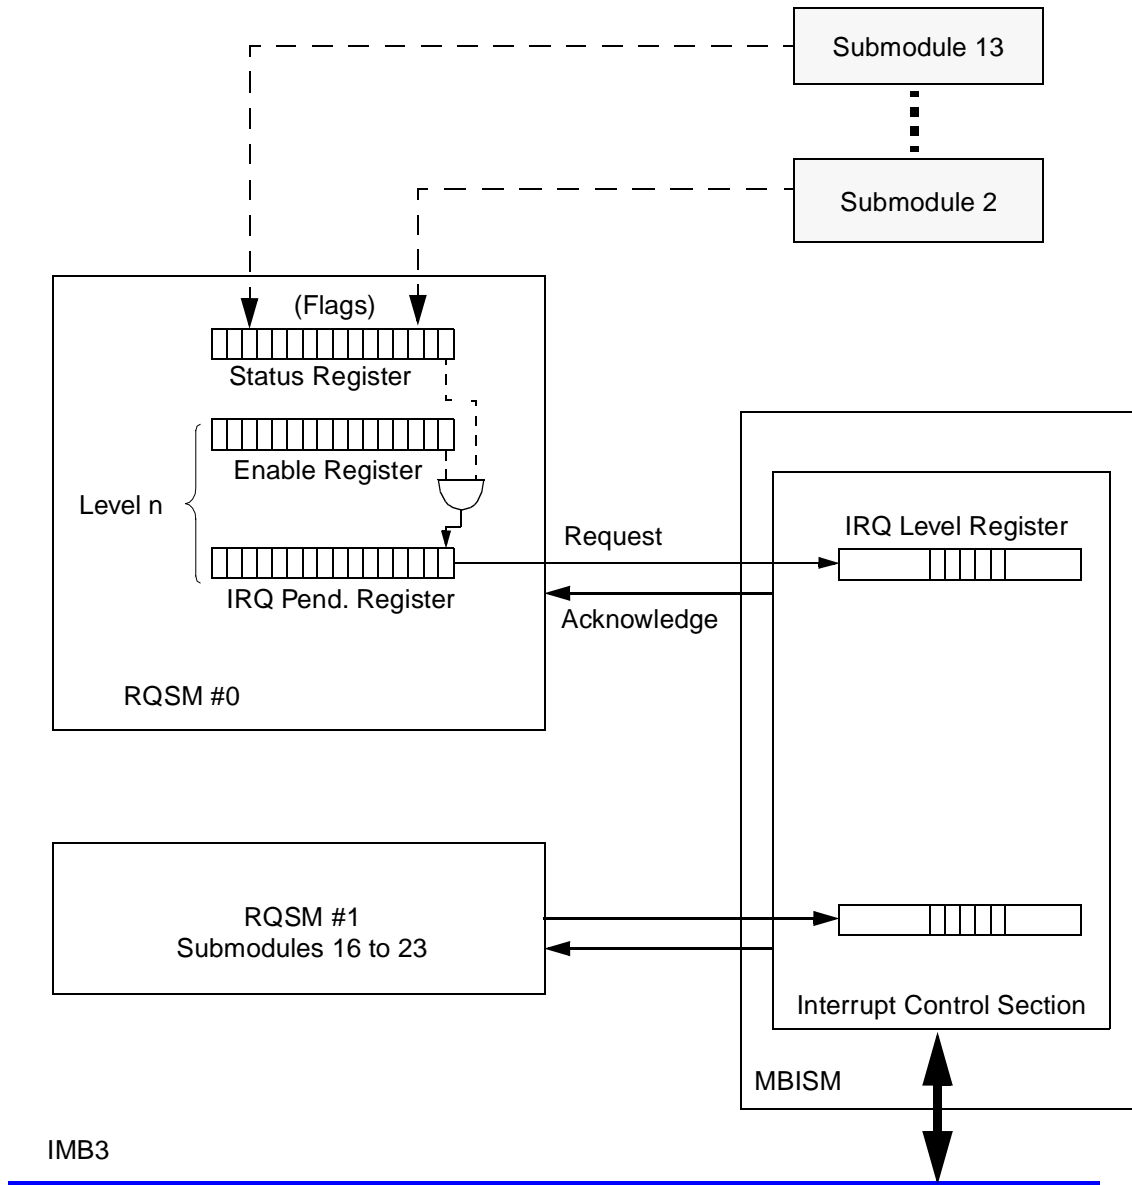 Submodule 13
Submodule 2
(Flags)
Status Register
Enable Register
Level n
IRQ Pend. Register
RQSM #0
Request
Acknowledge
IRQ Level Register
RQSM #1
Submodules 16 to 23
Interrupt Control Section
MBISM
IMB3